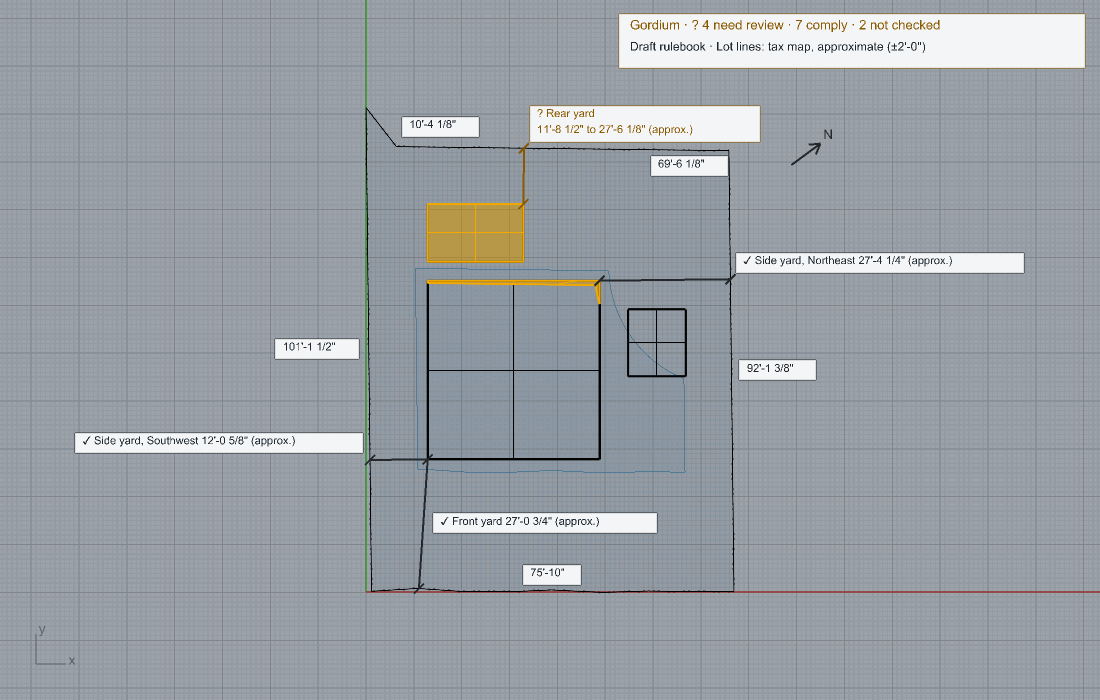 Gordium · ? 4 need review · 7 comply · 2 not checked
Draft rulebook · Lot lines: tax map, approximate (±2'-0")
10'-4 1/8"
? Rear yard
11'-8 1/2" to 27'-6 1/8" (approx.)
N
69'-6 1/8"
✓ Side yard, Northeast 27'-4 1/4" (approx.)
101'-1 1/2"
92'-1 3/8"
✓ Side yard, Southwest 12'-0 5/8" (approx.)
✓ Front yard 27'-0 3/4" (approx.)
75'-10"
y
x